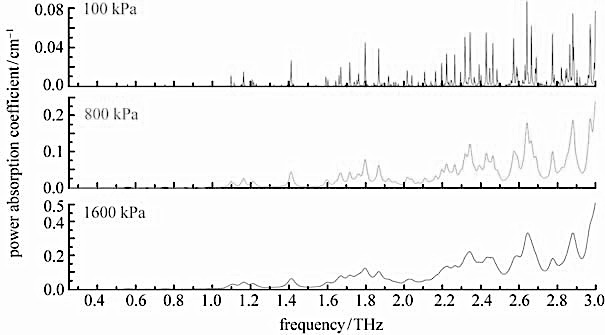 100 kPa
0.08
0.04
0.0
800 kPa
0.2
0.1
0.0
1600 kPa
0.5
0.4
0.2
0.0
power absorption coefficient/cm⁻¹
0.4 0.6 0.8 1.0 1.2 1.4 1.6 1.8 2.0 2.2 2.4 2.6 2.8 3.0
frequency/THz